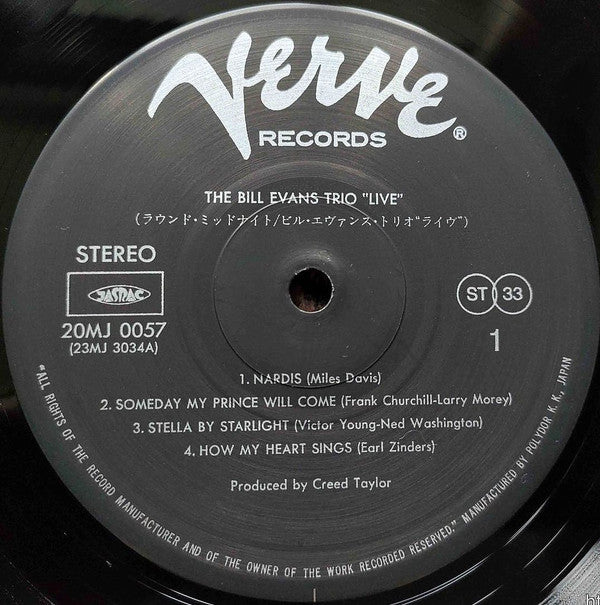 Verve
RECORDS ®
THE BILL EVANS TRIO "LIVE"
(ラウンド・ミッドナイト/ビル・エヴァンス・トリオ“ライヴ”)
STEREO
JASRAC
ST 33
20MJ 0057
(23MJ 3034A)
1
1. NARDIS (Miles Davis)
2. SOMEDAY MY PRINCE WILL COME (Frank Churchill-Larry Morey)
3. STELLA BY STARLIGHT (Victor Young-Ned Washington)
4. HOW MY HEART SINGS (Earl Zinders)
Produced by Creed Taylor
"ALL RIGHTS OF THE RECORD MANUFACTURER AND OF THE OWNER OF THE WORK RECORDED RESERVED." MANUFACTURED BY POLYDOR K. K., JAPAN